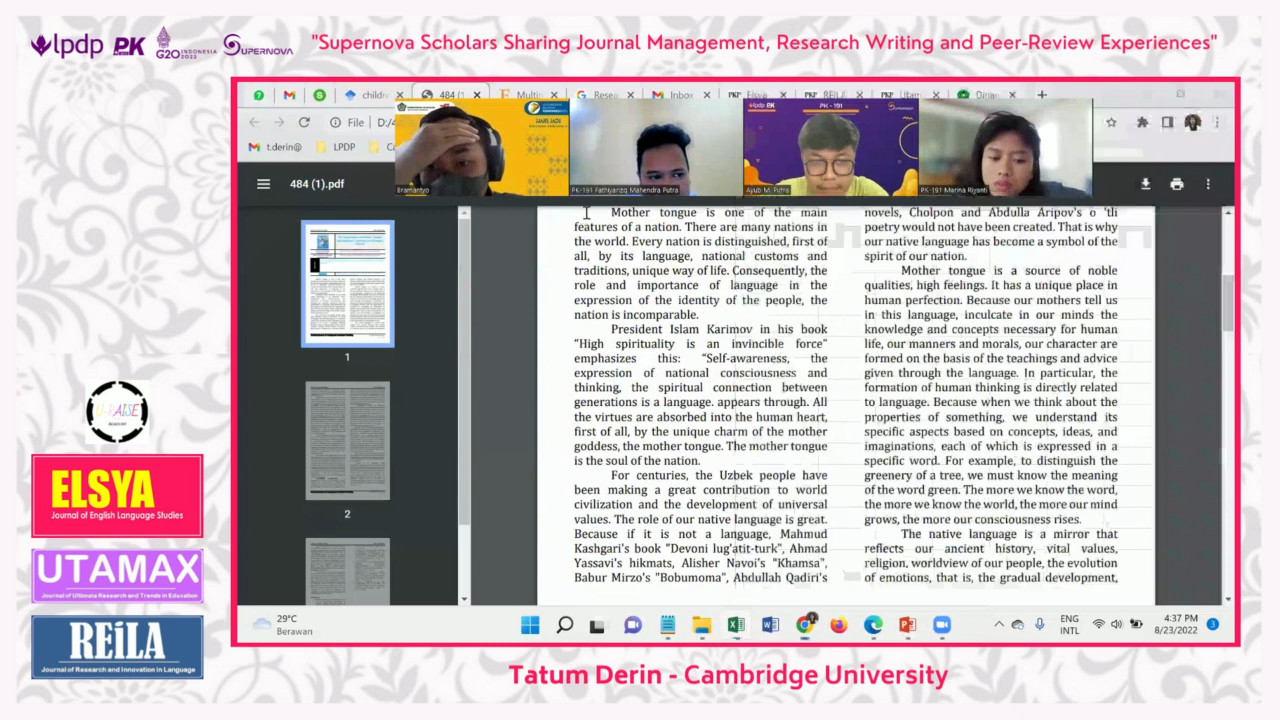 lpdp PK G20 INDONESIA 2022 SUPERNOVA
"Supernova Scholars Sharing Journal Management, Research Writing and Peer-Review Experiences"
484 (1
Inbox
File D:/4
t.derin@ LPDP
Bramantyo
PK-191 Fathiyariziq Mahendra Putra
Ayub M. Putra
PK-191 Marina Riyanti
PK - 191
484 (1).pdf
1
2
Mother tongue is one of the main
features of a nation. There are many nations in
the world. Every nation is distinguished, first of
all, by its language, national customs and
traditions, unique way of life. Consequently, the
role and importance of language in the
expression of the identity of the people, the
nation is incomparable.
President Islam Karimov in his book
"High spirituality is an invincible force"
emphasizes this: "Self-awareness, the
expression of national consciousness and
thinking, the spiritual connection between
generations is a language. appears through. All
the virtues are absorbed into the human heart,
first of all, by the unique charm of the mother
goddess, the mother tongue. The mother tongue
is the soul of the nation.
For centuries, the Uzbek people have
been making a great contribution to world
civilization and the development of universal
values. The role of our native language is great.
Because if it is not a language, Mahmud
Kashgari's book "Devoni lug'atit-turk", Ahmad
Yassavi's hikmats, Alisher Navoi's "Khamsa",
Babur Mirzo's "Bobumoma", Abdullah Qadiri's
novels, Cholpon and Abdulla Aripov's o 'tli
poetry would not have been created. That is why
our native language has become a symbol of the
spirit of our nation.
Mother tongue is a source of noble
qualities, high feelings. It has a unique place in
human perfection. Because our mothers tell us
in this language, inculcate in our minds the
knowledge and concepts necessary for human
life, our manners and morals, our character are
formed on the basis of the teachings and advice
given through the language. In particular, the
formation of human thinking is directly related
to language. Because when we think about the
properties of something, we understand its
specific aspects based on concepts, ideas, and
imaginations, each of which is expressed in a
specific word. For example, to distinguish the
greenery of a tree, we must know the meaning
of the word green. The more we know the word,
the more we know the world, the more our mind
grows, the more our consciousness rises.
The native language is a mirror that
reflects our ancient history, vital values,
religion, worldview of our people, the evolution
of emotions, that is, the gradual development,
ELSYA
Journal of English Language Studies
UTAMAX
Journal of Ultimate Research and Trends in Education
REiLA
Journal of Research and Innovation in Language
29°C
Berawan
ENG
INTL
4:37 PM
8/23/2022
3
Tatum Derin - Cambridge University